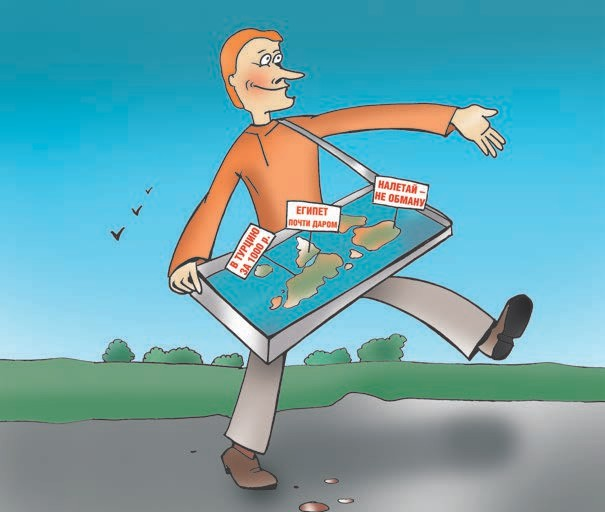 В ТУРЦИЮ
ЗА 1000 р.
ЕГИПЕТ
ПОЧТИ ДАРОМ
НАЛЕТАЙ –
НЕ ОБМАНУ